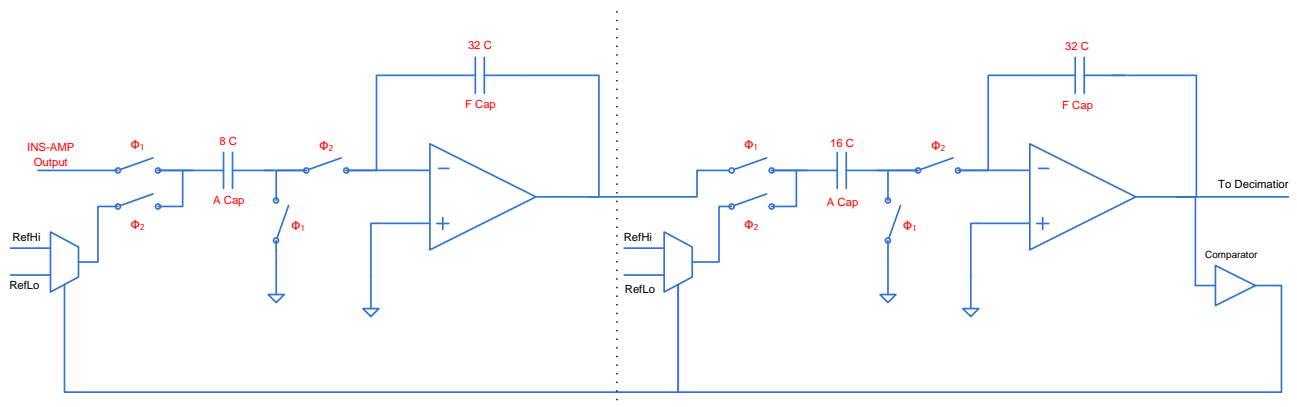 32 C
F Cap
INS-AMP
Output
Φ1
8 C
Φ2
A Cap
Φ2
Φ1
RefHi
RefLo
32 C
F Cap
Φ1
16 C
Φ2
A Cap
Φ2
Φ1
RefHi
RefLo
To Decimatior
Comparator